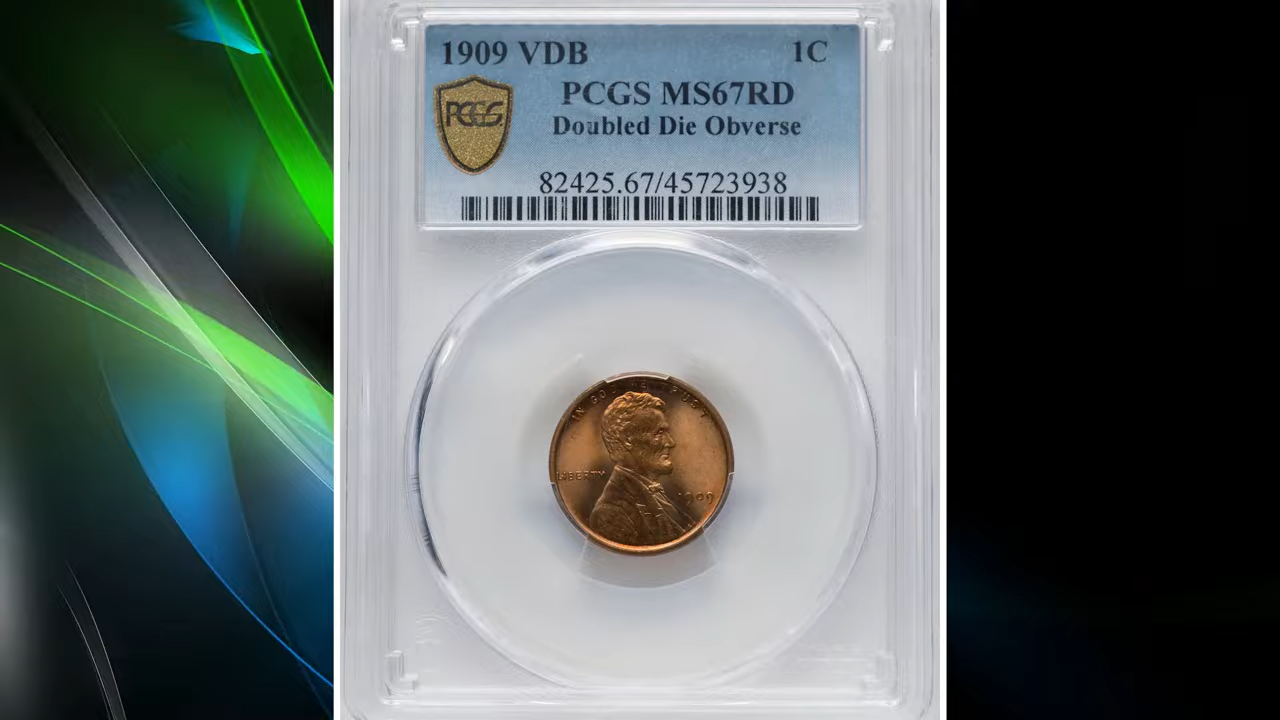 1909 VDB 1C
PCGS MS67RD
PCGS
Doubled Die Obverse
82425.67/45723938
IN GOD WE TRUST
LIBERTY
1909